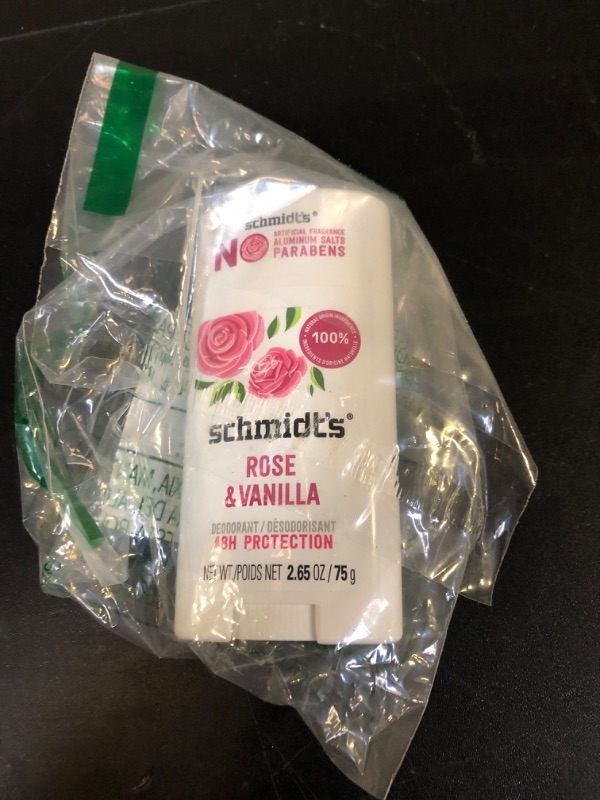 schmidt's®
NO ARTIFICIAL FRAGRANCE
ALUMINUM SALTS
PARABENS
100%
schmidt's®
ROSE
& VANILLA
DEODORANT / DÉSODORISANT
48H PROTECTION
NET WT/POIDS NET 2.65 OZ / 75 g